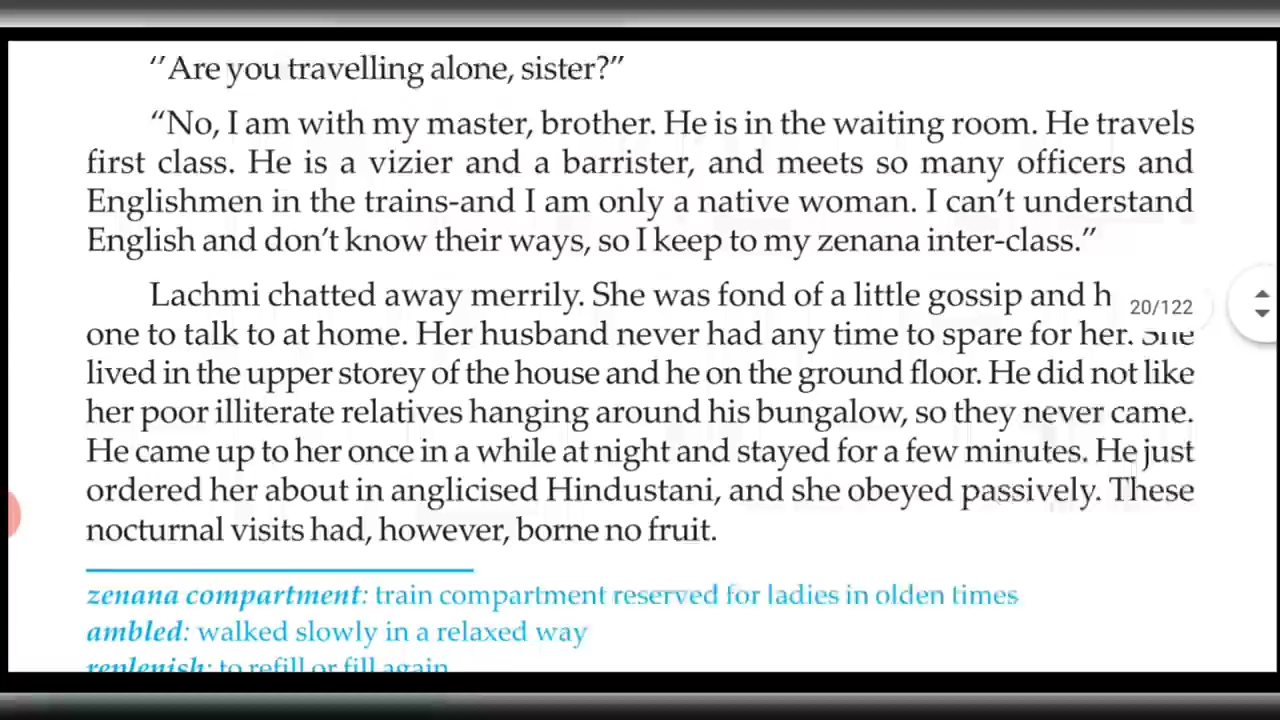 ‘‘Are you travelling alone, sister?”
“No, I am with my master, brother. He is in the waiting room. He travels
first class. He is a vizier and a barrister, and meets so many officers and
Englishmen in the trains-and I am only a native woman. I can’t understand
English and don’t know their ways, so I keep to my zenana inter-class.”
Lachmi chatted away merrily. She was fond of a little gossip and h
20/122
one to talk to at home. Her husband never had any time to spare for her. She
lived in the upper storey of the house and he on the ground floor. He did not like
her poor illiterate relatives hanging around his bungalow, so they never came.
He came up to her once in a while at night and stayed for a few minutes. He just
ordered her about in anglicised Hindustani, and she obeyed passively. These
nocturnal visits had, however, borne no fruit.
zenana compartment: train compartment reserved for ladies in olden times
ambled: walked slowly in a relaxed way
replenish: to refill or fill again